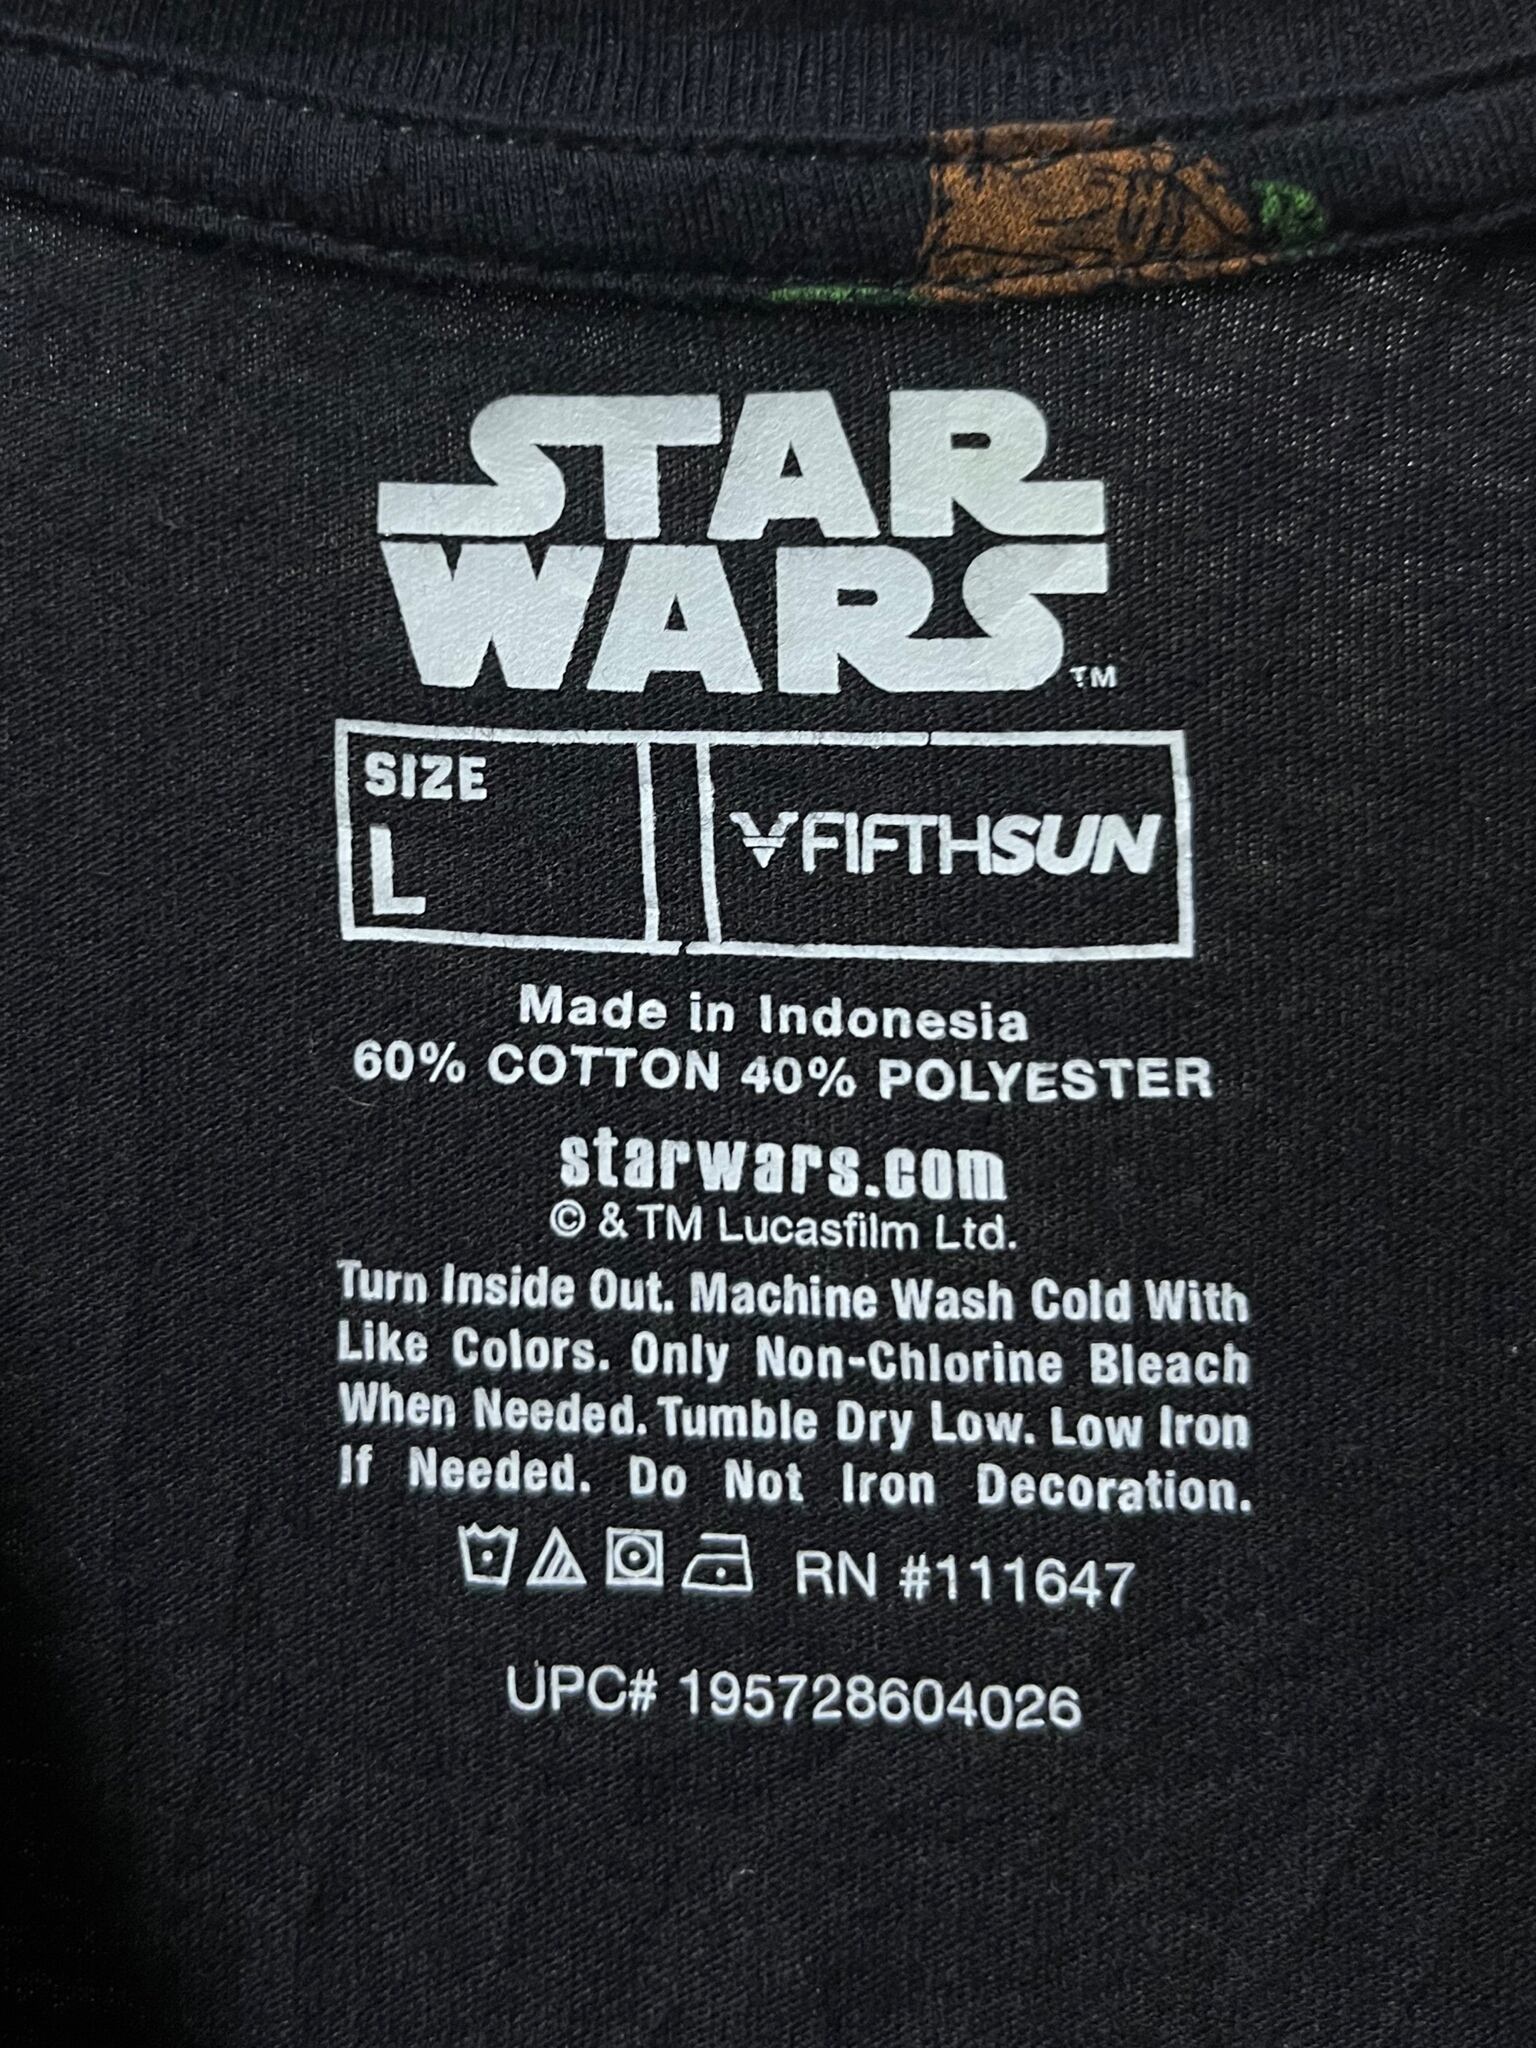 STAR
WARS™
SIZE
L
FIFTHSUN
Made in Indonesia
60% COTTON 40% POLYESTER
starwars.com
© & TM Lucasfilm Ltd.
Turn Inside Out. Machine Wash Cold With
Like Colors. Only Non-Chlorine Bleach
When Needed. Tumble Dry Low. Low Iron
If Needed. Do Not Iron Decoration.
RN #111647
UPC# 195728604026